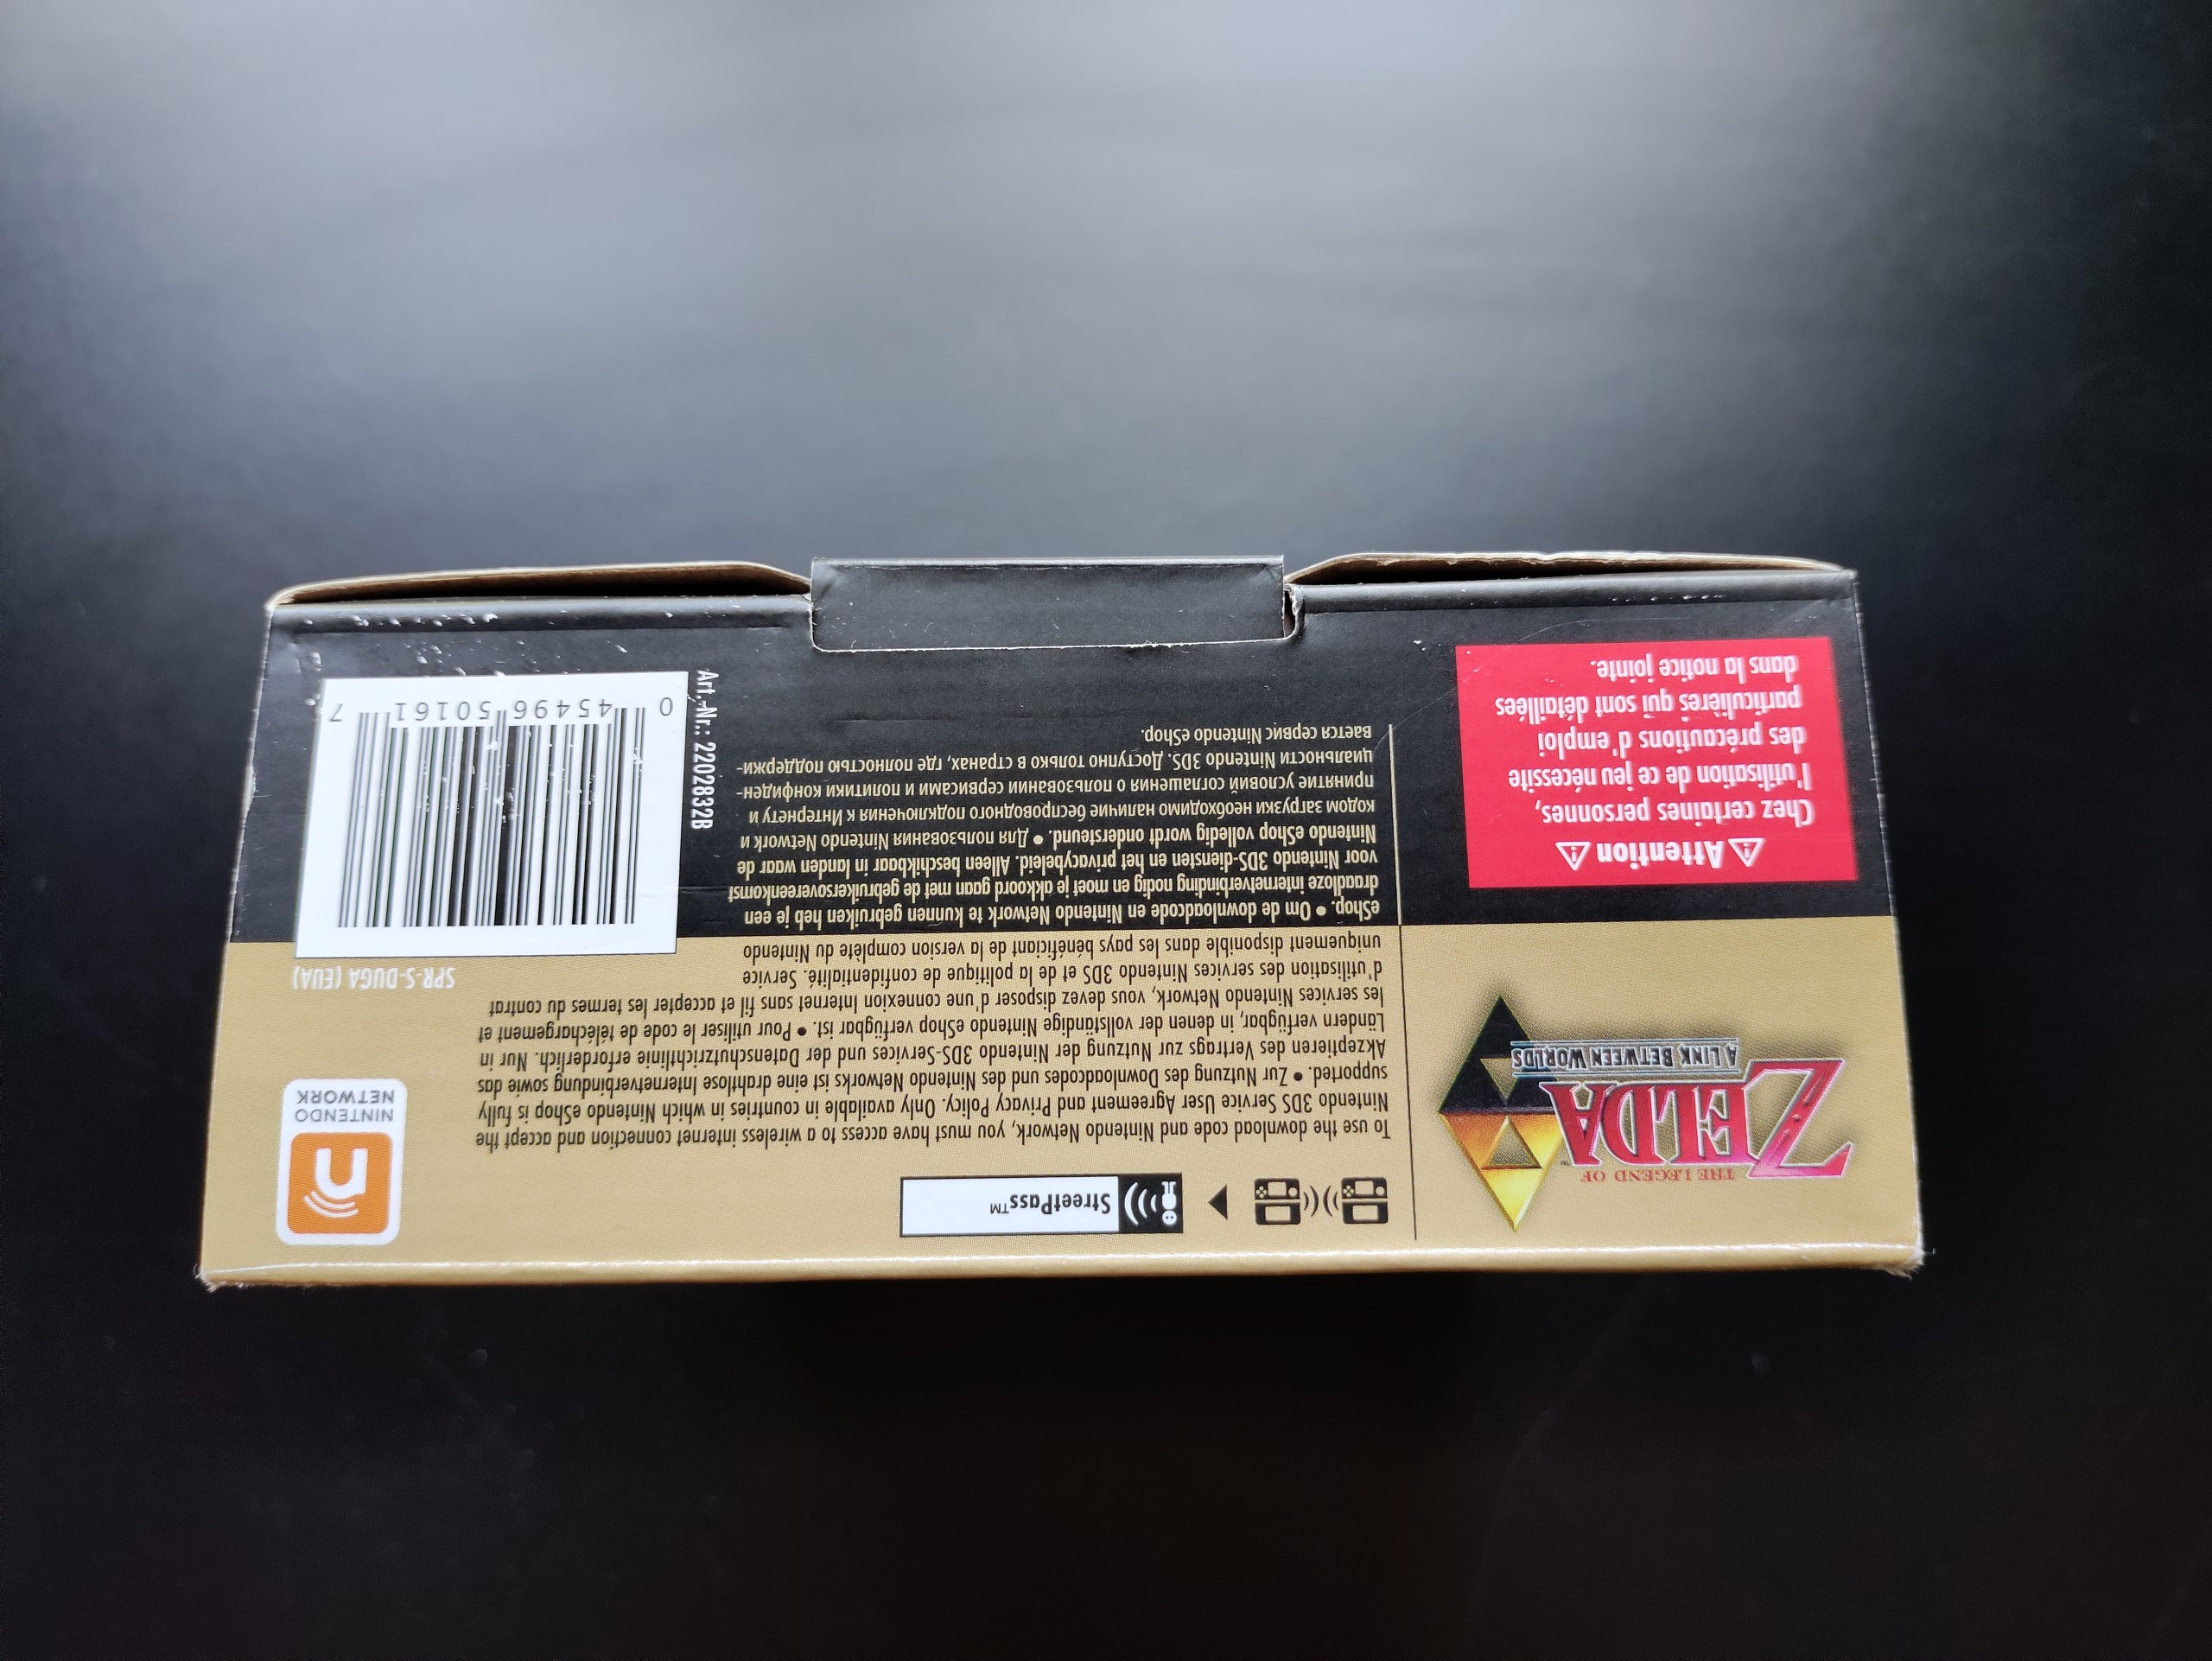 THE LEGEND OF
ZELDA™
A LINK BETWEEN WORLDS
⚠ Attention ⚠
Chez certaines personnes,
l'utilisation de ce jeu nécessite
des précautions d'emploi
particulières qui sont détaillées
dans la notice jointe.
StreetPass™
To use the download code and Nintendo Network, you must have access to a wireless internet connection and accept the
Nintendo 3DS Service User Agreement and Privacy Policy. Only available in countries in which Nintendo eShop is fully
supported. • Zur Nutzung des Downloadcodes und des Nintendo Networks ist eine drahtlose Internetverbindung sowie das
Akzeptieren des Vertrags zur Nutzung der Nintendo 3DS-Services und der Datenschutzrichtlinie erforderlich. Nur in
Ländern verfügbar, in denen der vollständige Nintendo eShop verfügbar ist. • Pour utiliser le code de téléchargement et
les services Nintendo Network, vous devez disposer d'une connexion Internet sans fil et accepter les termes du contrat
d'utilisation des services Nintendo 3DS et de la politique de confidentialité. Service
uniquement disponible dans les pays bénéficiant de la version complète du Nintendo
eShop. • Om de downloadcode en Nintendo Network te kunnen gebruiken heb je een
draadloze internetverbinding nodig en moet je akkoord gaan met de gebruikersovereenkomst
voor Nintendo 3DS-diensten en het privacybeleid. Alleen beschikbaar in landen waar de
Nintendo eShop volledig wordt ondersteund. • Для пользования Nintendo Network и
кодом загрузки необходимо наличие беспроводного подключения к Интернету и
принятие условий соглашения о пользовании сервисами и политики конфиден-
циальности Nintendo 3DS. Доступно только в странах, где полностью поддержи-
вается сервис Nintendo eShop.
n
NINTENDO
NETWORK
SPR-S-DUGA (EUA)
0 45496 50161 7
Art.-Nr.: 2202832B